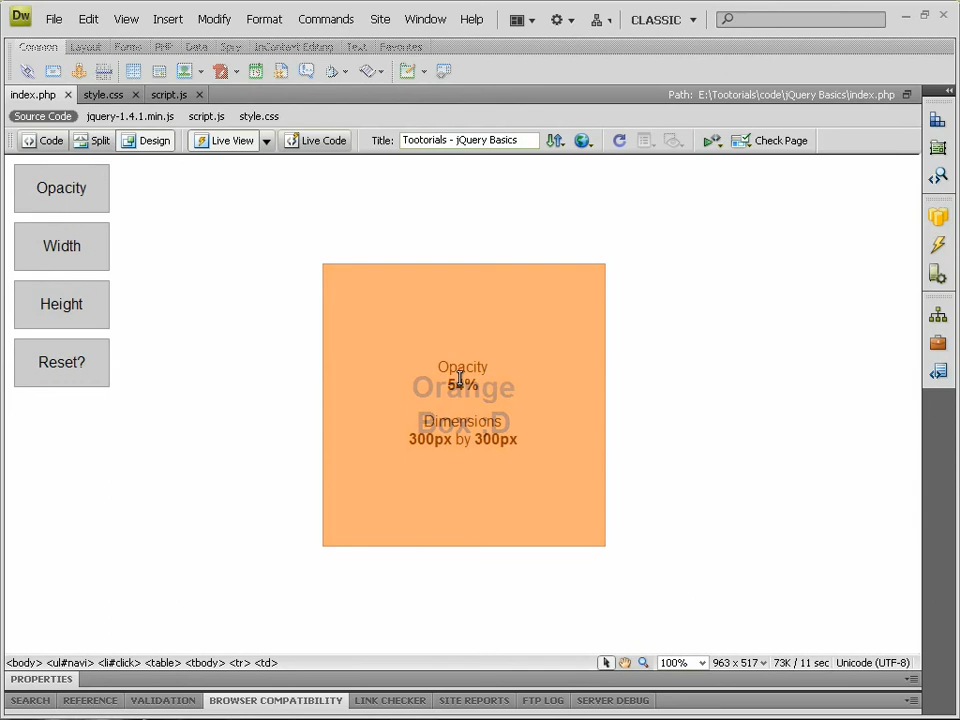 Dw File Edit View Insert Modify Format Commands Site Window Help CLASSIC
Common Layout Forms PHP Data Spry InContext Editing Text Favorites
index.php style.css script.js Path: E:\Tootorials\code\jQuery Basics\index.php
Source Code jquery-1.4.1.min.js script.js style.css
Code Split Design Live View Live Code Title: Tootorials - jQuery Basics Check Page
Opacity
Width
Height
Reset?
Opacity
Orange
Dimensions
Box :D
300px by 300px
<body> <ul#navi> <li#click> <table> <tbody> <tr> <td> 100% 963 x 517 73K / 11 sec Unicode (UTF-8)
PROPERTIES
SEARCH REFERENCE VALIDATION BROWSER COMPATIBILITY LINK CHECKER SITE REPORTS FTP LOG SERVER DEBUG